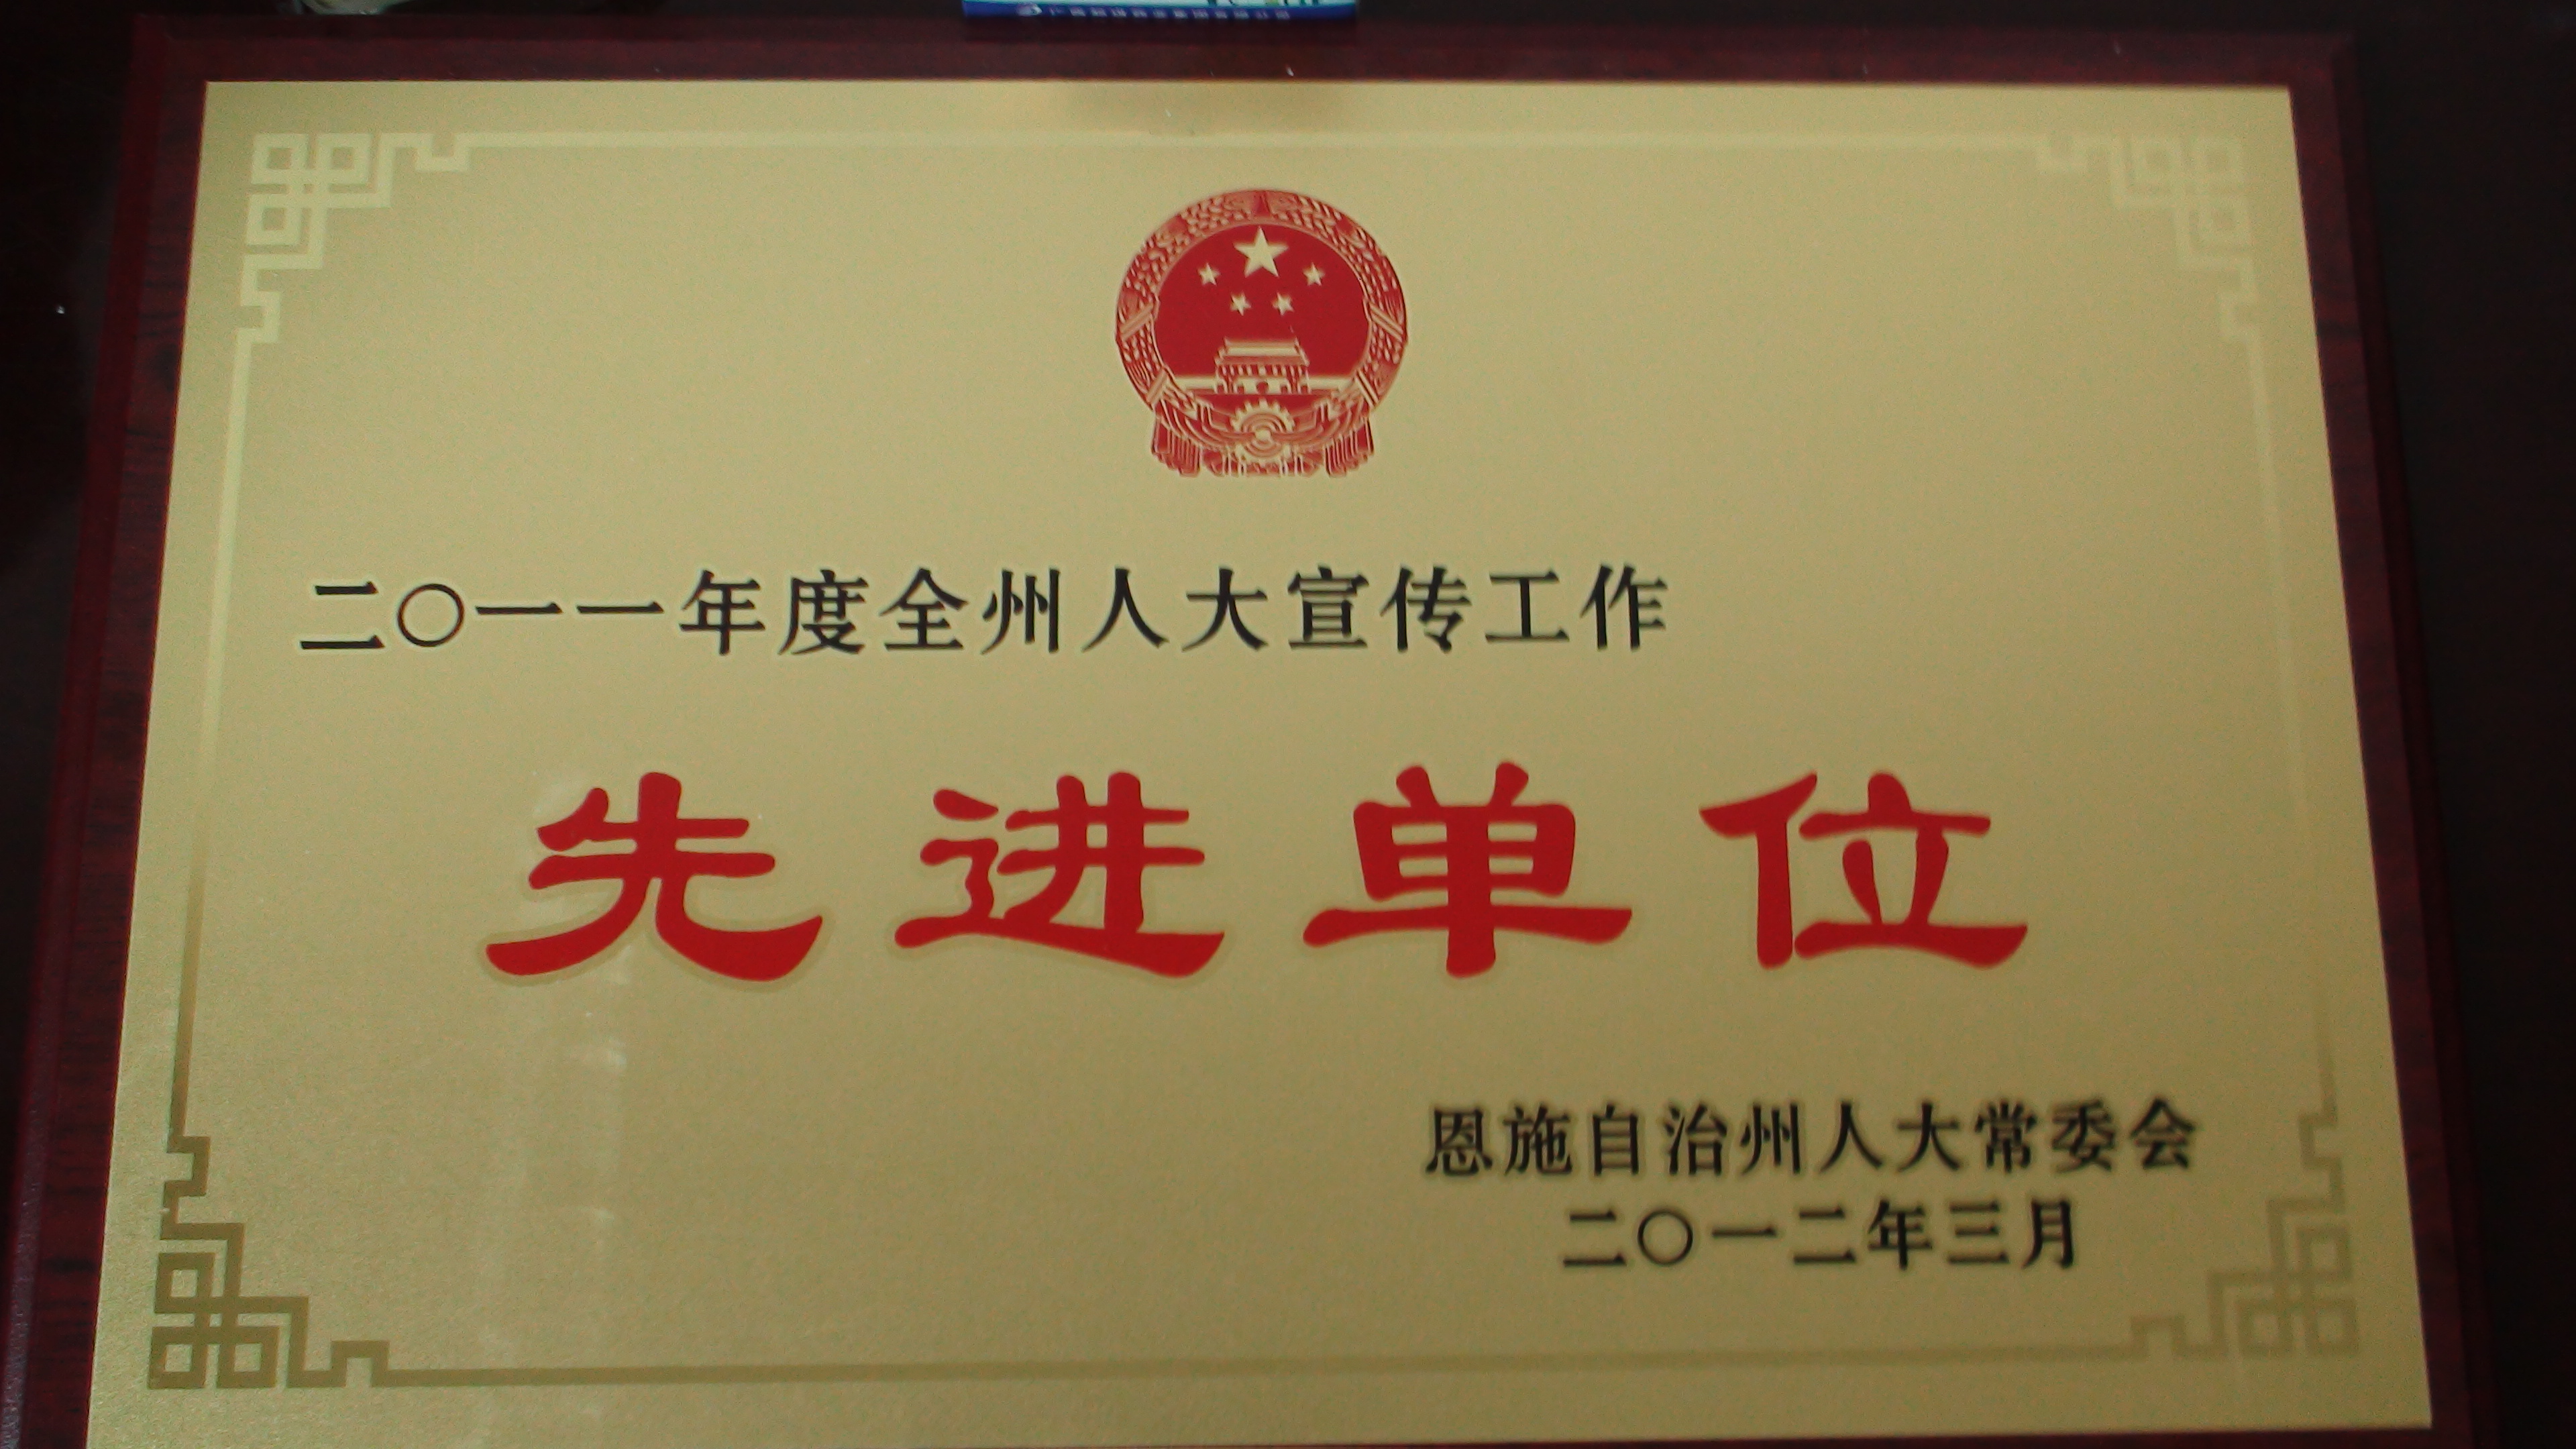 二〇一一年度全州人大宣传工作
先进单位
恩施自治州人大常委会
二〇一二年三月